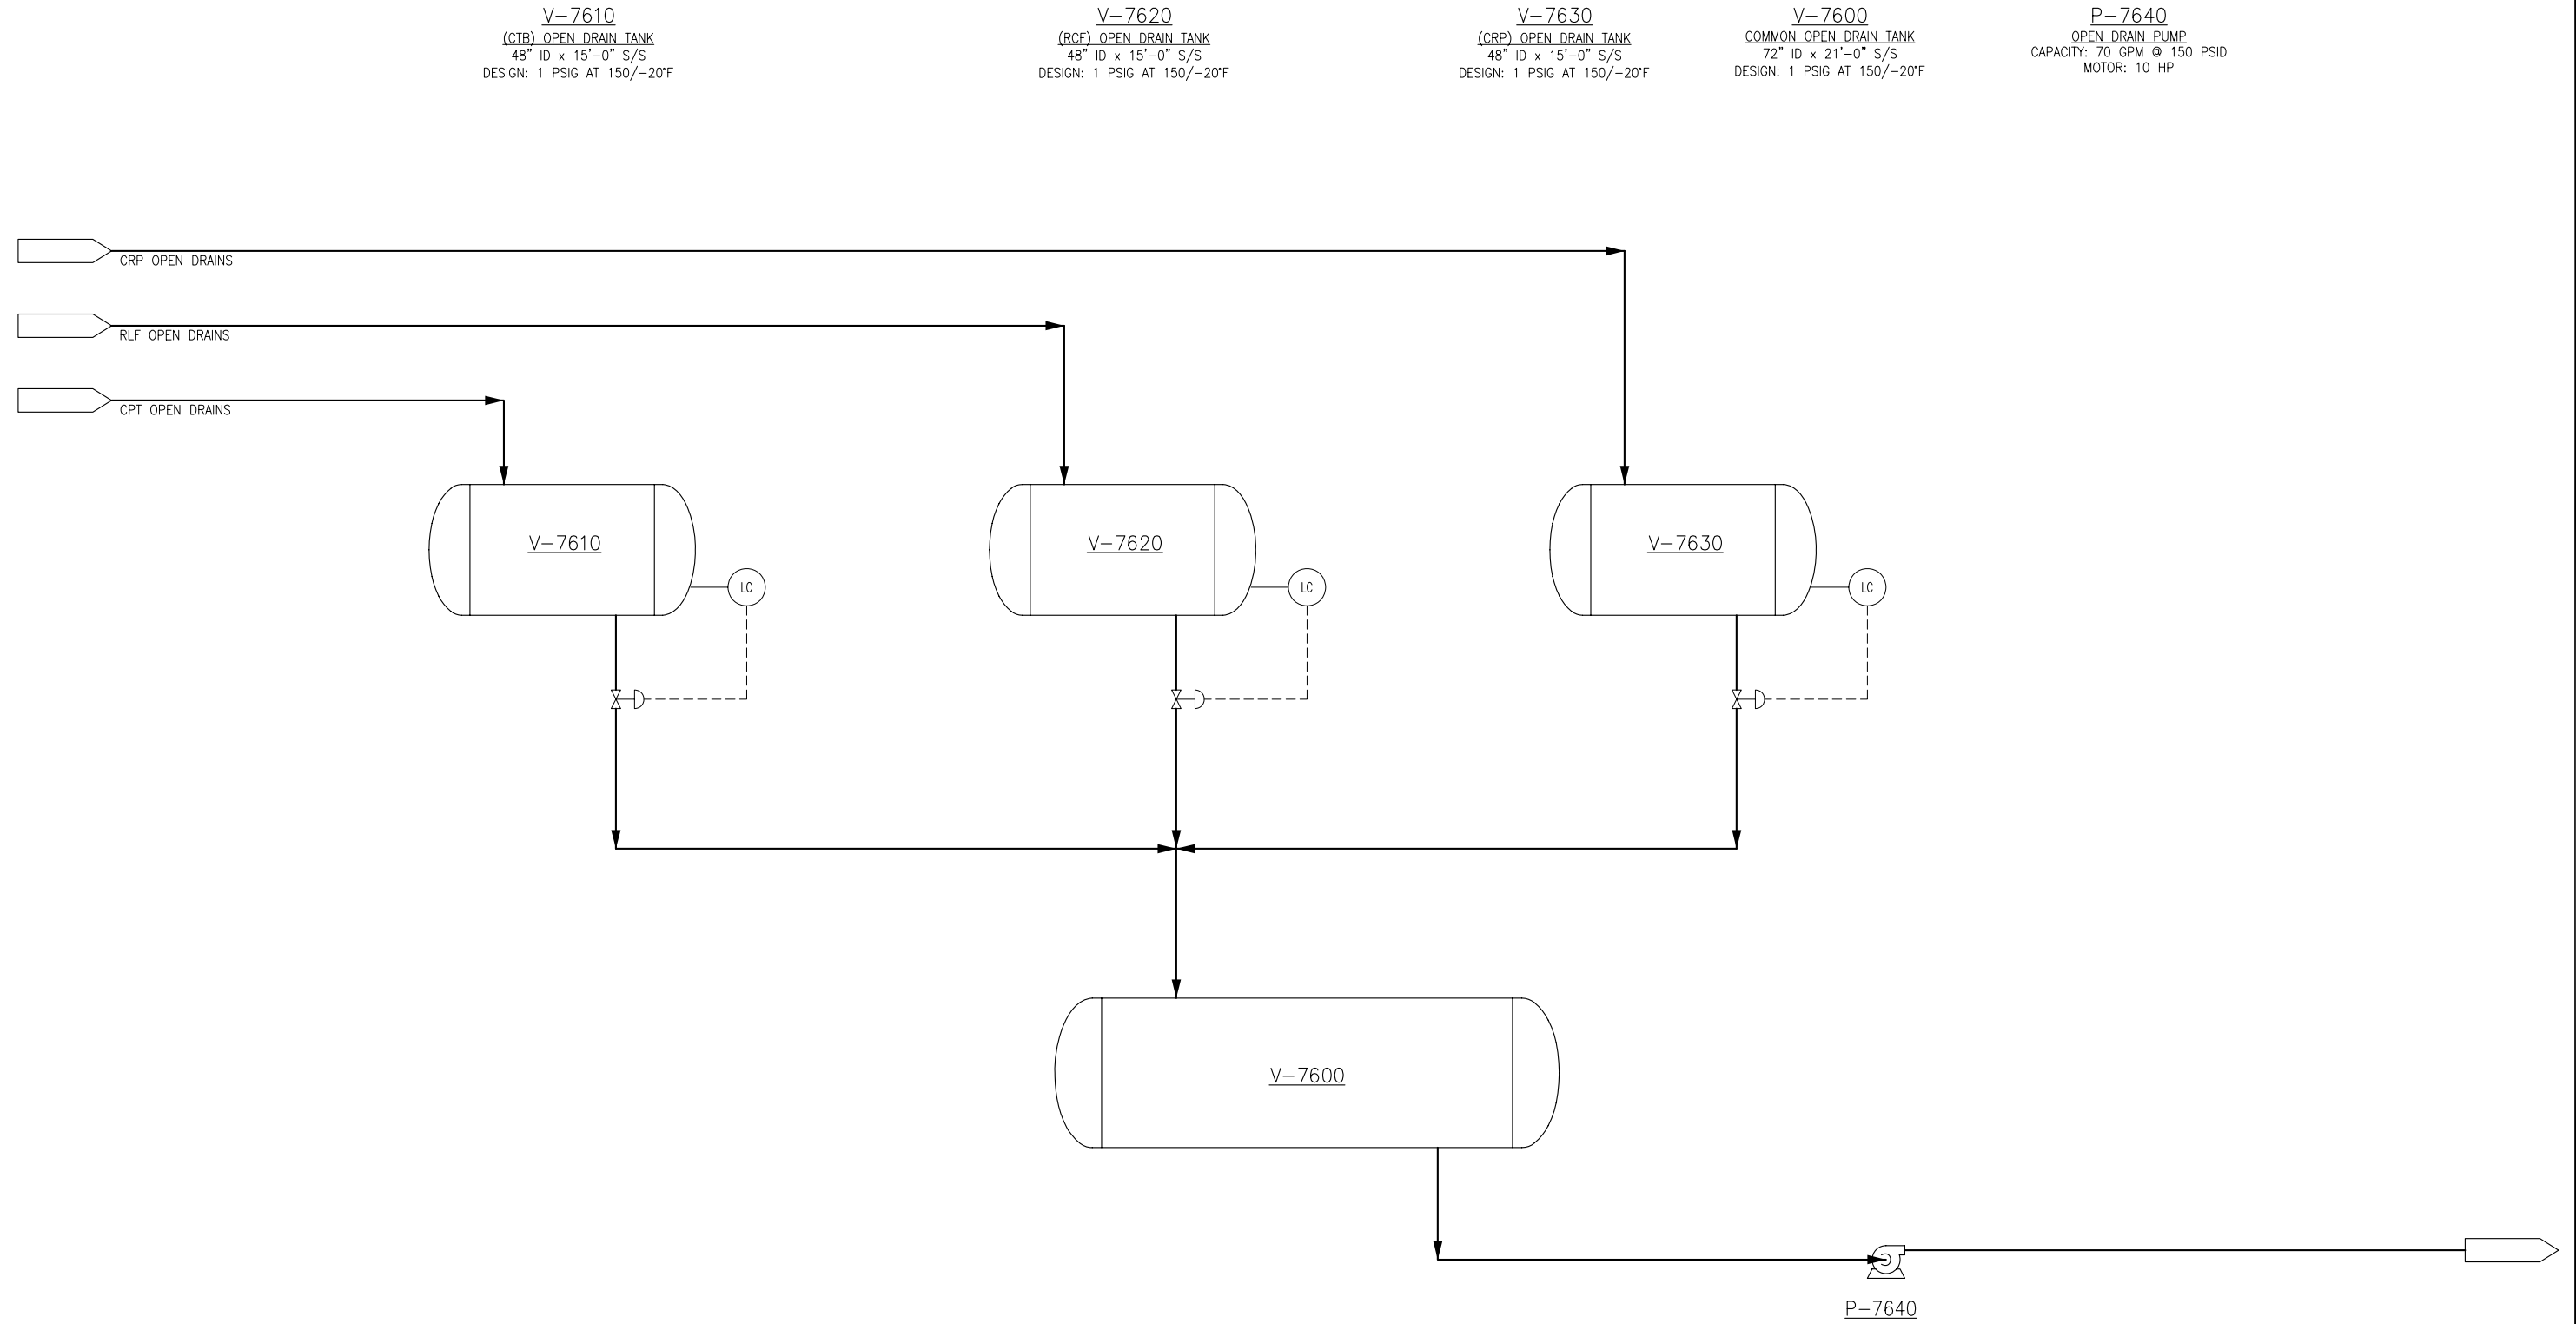 V-7610
(CTB) OPEN DRAIN TANK
48" ID x 15'-0" S/S
DESIGN: 1 PSIG AT 150/-20°F
V-7620
(RCF) OPEN DRAIN TANK
48" ID x 15'-0" S/S
DESIGN: 1 PSIG AT 150/-20°F
V-7630
(CRP) OPEN DRAIN TANK
48" ID x 15'-0" S/S
DESIGN: 1 PSIG AT 150/-20°F
V-7600
COMMON OPEN DRAIN TANK
72" ID x 21'-0" S/S
DESIGN: 1 PSIG AT 150/-20°F
P-7640
OPEN DRAIN PUMP
CAPACITY: 70 GPM @ 150 PSID
MOTOR: 10 HP
CRP OPEN DRAINS
RLF OPEN DRAINS
CPT OPEN DRAINS
V-7610
LC
V-7620
LC
V-7630
LC
V-7600
P-7640